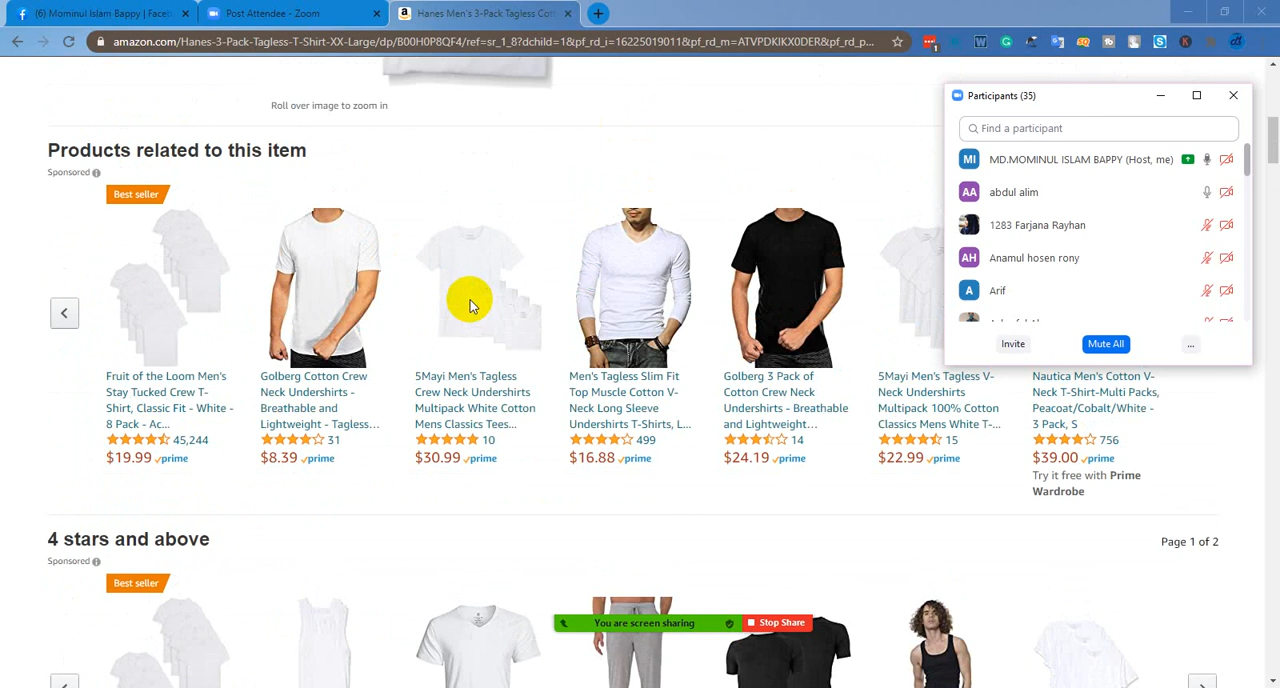 (6) Mominul Islam Bappy | Faceb
Post Attendee - Zoom
Hanes Men's 3-Pack Tagless Cott
amazon.com/Hanes-3-Pack-Tagless-T-Shirt-XX-Large/dp/B00H0P8QF4/ref=sr_1_8?dchild=1&pf_rd_i=16225019011&pf_rd_m=ATVPDKIKX0DER&pf_rd_p...
Roll over image to zoom in
Participants (35)
Find a participant
MI MD.MOMINUL ISLAM BAPPY (Host, me)
AA abdul alim
1283 Farjana Rayhan
AH Anamul hosen rony
A Arif
Invite
Mute All
...
Products related to this item
Sponsored
Best seller
Fruit of the Loom Men's
Stay Tucked Crew T-
Shirt, Classic Fit - White -
8 Pack - Ac...
45,244
$19.99 prime
Golberg Cotton Crew
Neck Undershirts -
Breathable and
Lightweight - Tagless...
31
$8.39 prime
5Mayi Men's Tagless
Crew Neck Undershirts
Multipack White Cotton
Mens Classics Tees...
10
$30.99 prime
Men's Tagless Slim Fit
Top Muscle Cotton V-
Neck Long Sleeve
Undershirts T-Shirts, L...
499
$16.88 prime
Golberg 3 Pack of
Cotton Crew Neck
Undershirts - Breathable
and Lightweight...
14
$24.19 prime
5Mayi Men's Tagless V-
Neck Undershirts
Multipack 100% Cotton
Classics Mens White T-...
15
$22.99 prime
Nautica Men's Cotton V-
Neck T-Shirt-Multi Packs,
Peacoat/Cobalt/White -
3 Pack, S
756
$39.00 prime
Try it free with Prime
Wardrobe
4 stars and above
Page 1 of 2
Sponsored
Best seller
You are screen sharing
Stop Share